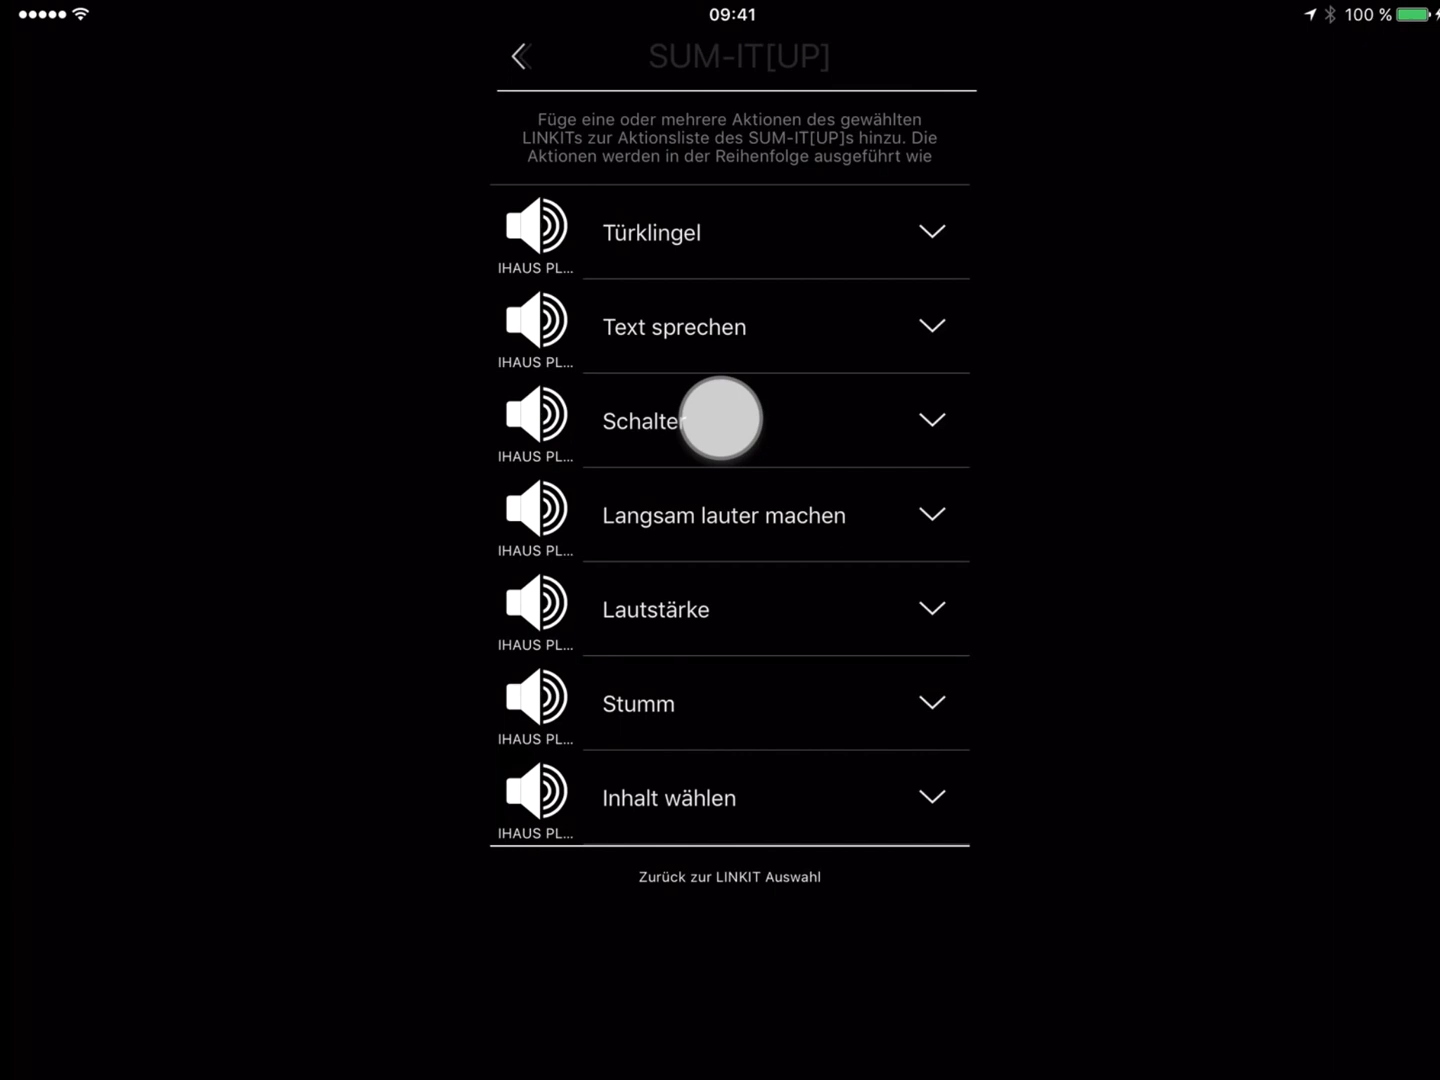 09:41
100 %
SUM-IT[UP]
Füge eine oder mehrere Aktionen des gewählten
LINKITs zur Aktionsliste des SUM-IT[UP]s hinzu. Die
Aktionen werden in der Reihenfolge ausgeführt wie
Türklingel
IHAUS PL...
Text sprechen
IHAUS PL...
Schalter
IHAUS PL...
Langsam lauter machen
IHAUS PL...
Lautstärke
IHAUS PL...
Stumm
IHAUS PL...
Inhalt wählen
IHAUS PL...
Zurück zur LINKIT Auswahl